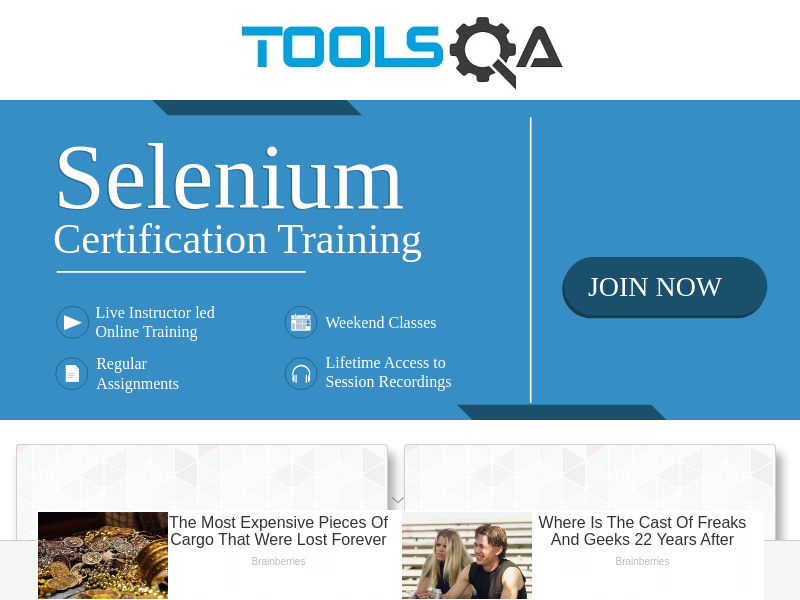 TOOLSQA
Selenium
Certification Training
JOIN NOW
Live Instructor led
Online Training
Weekend Classes
Regular
Assignments
Lifetime Access to
Session Recordings
The Most Expensive Pieces Of
Cargo That Were Lost Forever
Brainberries
Where Is The Cast Of Freaks
And Geeks 22 Years After
Brainberries